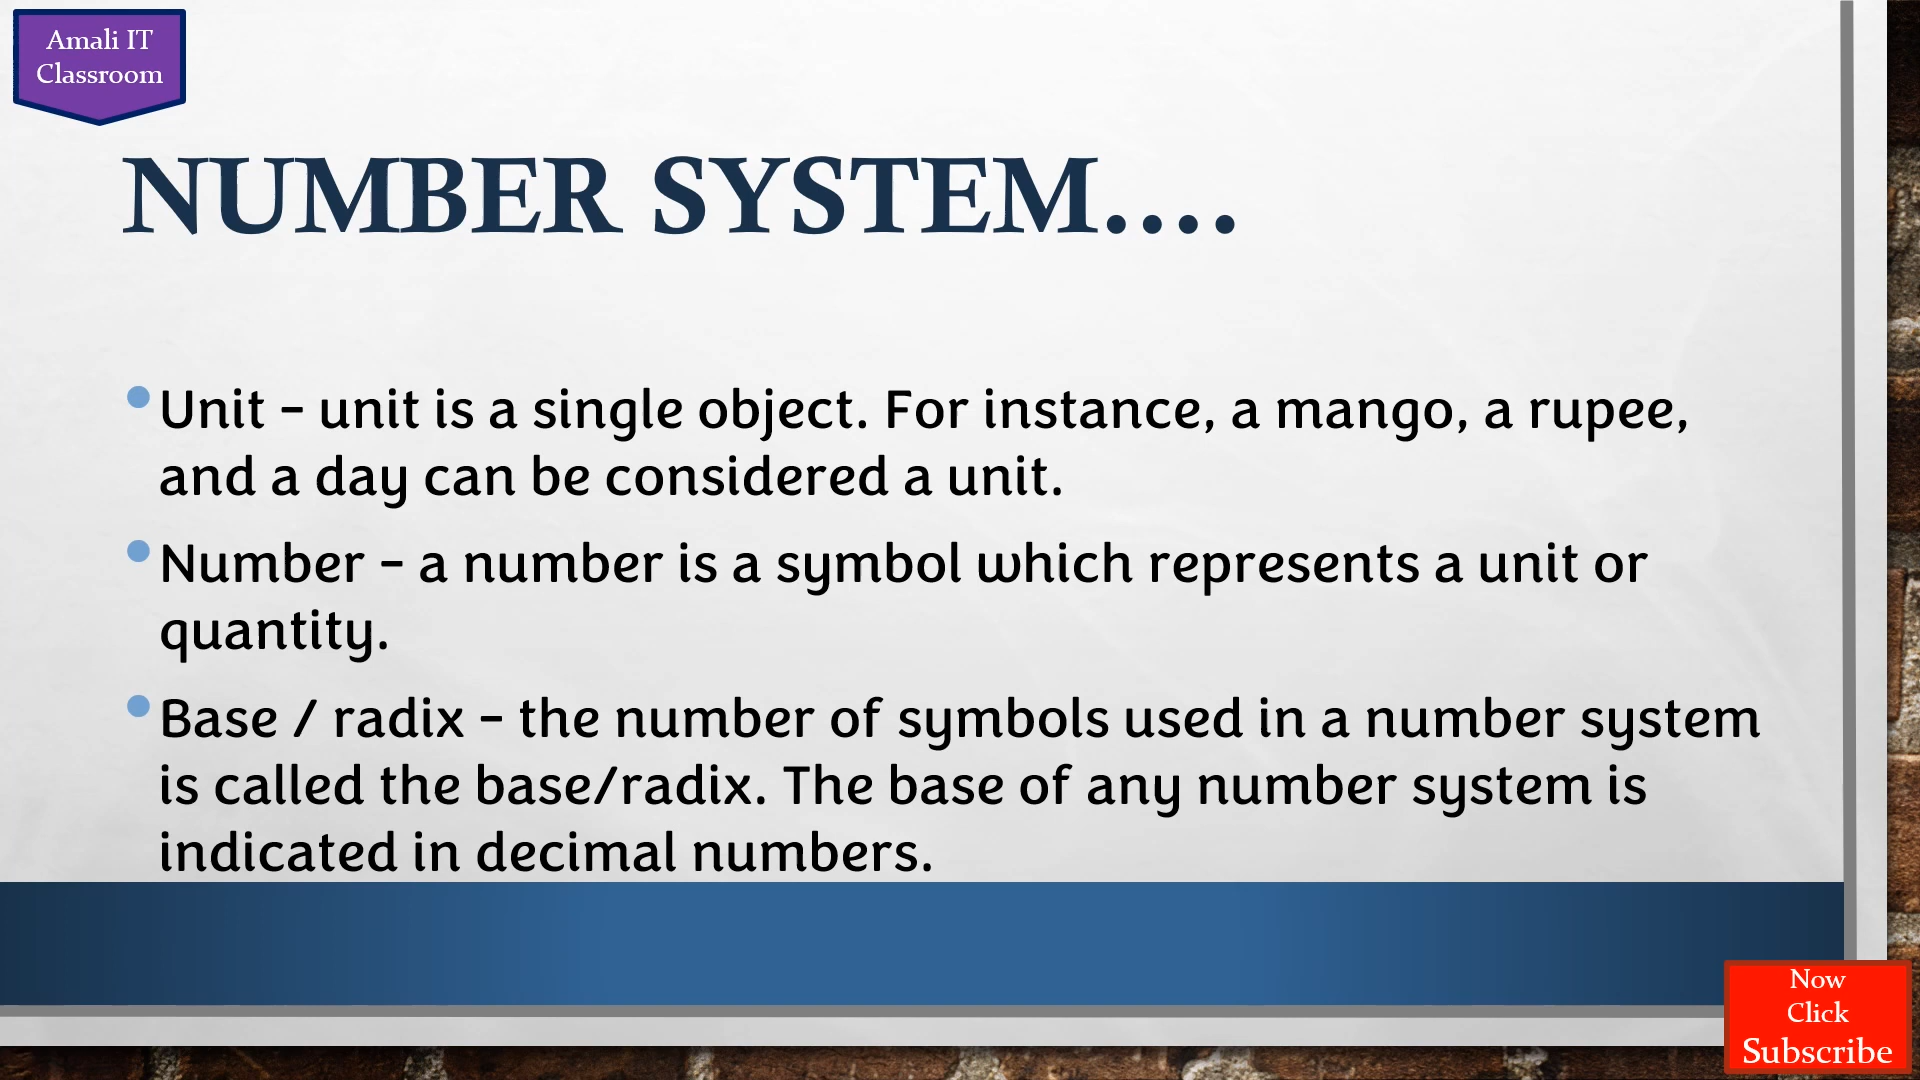 Amali IT
Classroom
NUMBER SYSTEM....
•Unit – unit is a single object. For instance, a mango, a rupee,
and a day can be considered a unit.
•Number – a number is a symbol which represents a unit or
quantity.
•Base / radix – the number of symbols used in a number system
is called the base/radix. The base of any number system is
indicated in decimal numbers.
Now
Click
Subscribe